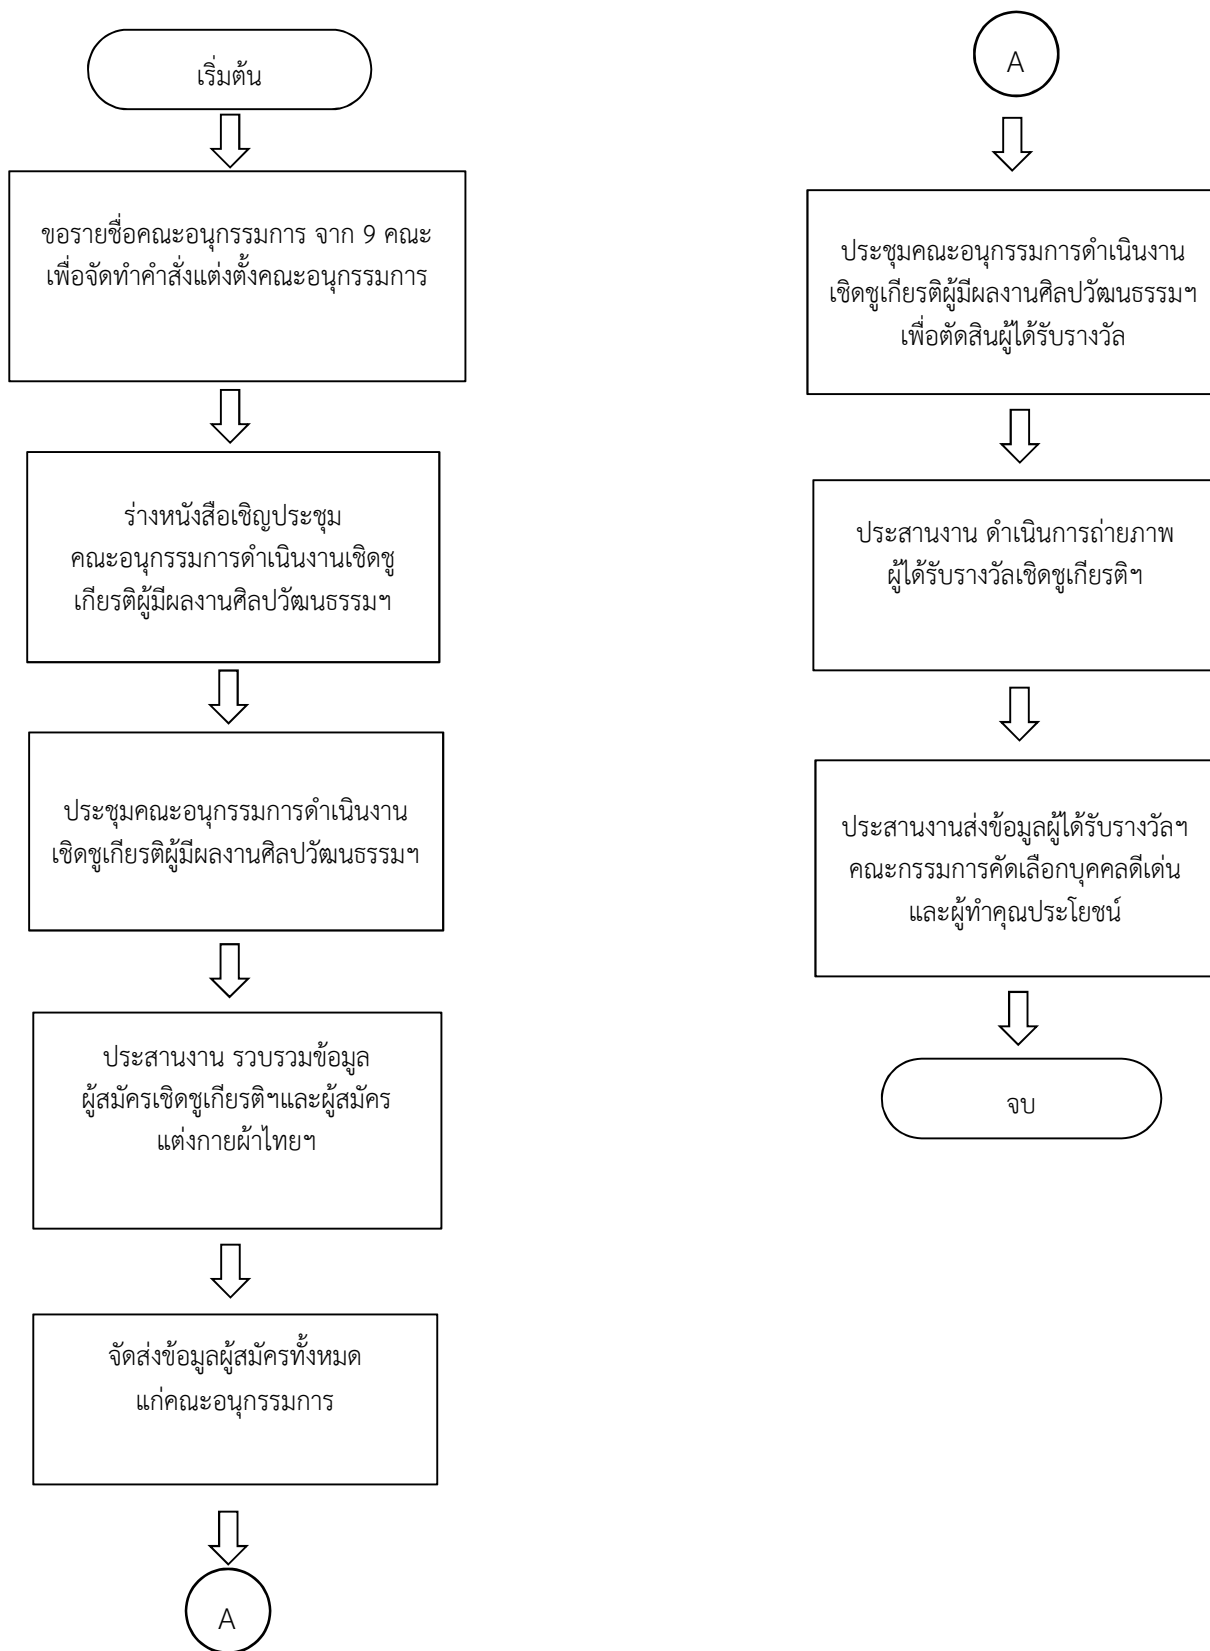 เริ่มต้น
ขอรายชื่อคณะอนุกรรมการ จาก 9 คณะ
เพื่อจัดทำคำสั่งแต่งตั้งคณะอนุกรรมการ
ร่างหนังสือเชิญประชุม
คณะอนุกรรมการดำเนินงานเชิดชู
เกียรติผู้มีผลงานศิลปวัฒนธรรมฯ
ประชุมคณะอนุกรรมการดำเนินงาน
เชิดชูเกียรติผู้มีผลงานศิลปวัฒนธรรมฯ
ประสานงาน รวบรวมข้อมูล
ผู้สมัครเชิดชูเกียรติฯและผู้สมัคร
แต่งกายผ้าไทยฯ
จัดส่งข้อมูลผู้สมัครทั้งหมด
แก่คณะอนุกรรมการ
A
A
ประชุมคณะอนุกรรมการดำเนินงาน
เชิดชูเกียรติผู้มีผลงานศิลปวัฒนธรรมฯ
เพื่อตัดสินผู้ได้รับรางวัล
ประสานงาน ดำเนินการถ่ายภาพ
ผู้ได้รับรางวัลเชิดชูเกียรติฯ
ประสานงานส่งข้อมูลผู้ได้รับรางวัลฯ
คณะกรรมการคัดเลือกบุคคลดีเด่น
และผู้ทำคุณประโยชน์
จบ